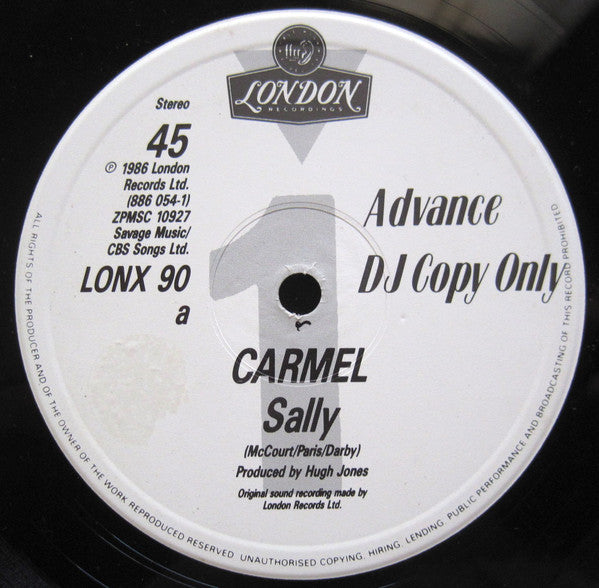 LONDON
RECORDINGS
Stereo
45
℗ 1986 London
Records Ltd.
(886 054-1)
ZPMSC 10927
Savage Music/
CBS Songs Ltd.
LONX 90
a
1
Advance
DJ Copy Only
CARMEL
Sally
(McCourt/Paris/Darby)
Produced by Hugh Jones
Original sound recording made by
London Records Ltd.
ALL RIGHTS OF THE PRODUCER AND OF THE OWNER OF THE WORK REPRODUCED RESERVED. UNAUTHORISED COPYING, HIRING, LENDING, PUBLIC PERFORMANCE AND BROADCASTING OF THIS RECORD PROHIBITED